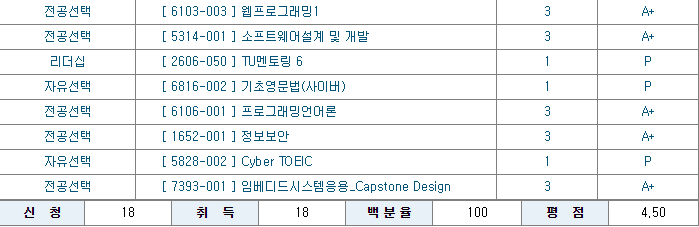 전공선택 [ 6103-003 ] 웹프로그래밍1 3 A+
전공선택 [ 5314-001 ] 소프트웨어설계 및 개발 3 A+
리더십 [ 2606-050 ] TU멘토링 6 1 P
자유선택 [ 6816-002 ] 기초영문법(사이버) 1 P
전공선택 [ 6106-001 ] 프로그래밍언어론 3 A+
전공선택 [ 1652-001 ] 정보보안 3 A+
자유선택 [ 5828-002 ] Cyber TOEIC 1 P
전공선택 [ 7393-001 ] 임베디드시스템응용_Capstone Design 3 A+
신 청 18 취 득 18 백 분 율 100 평 점 4.50